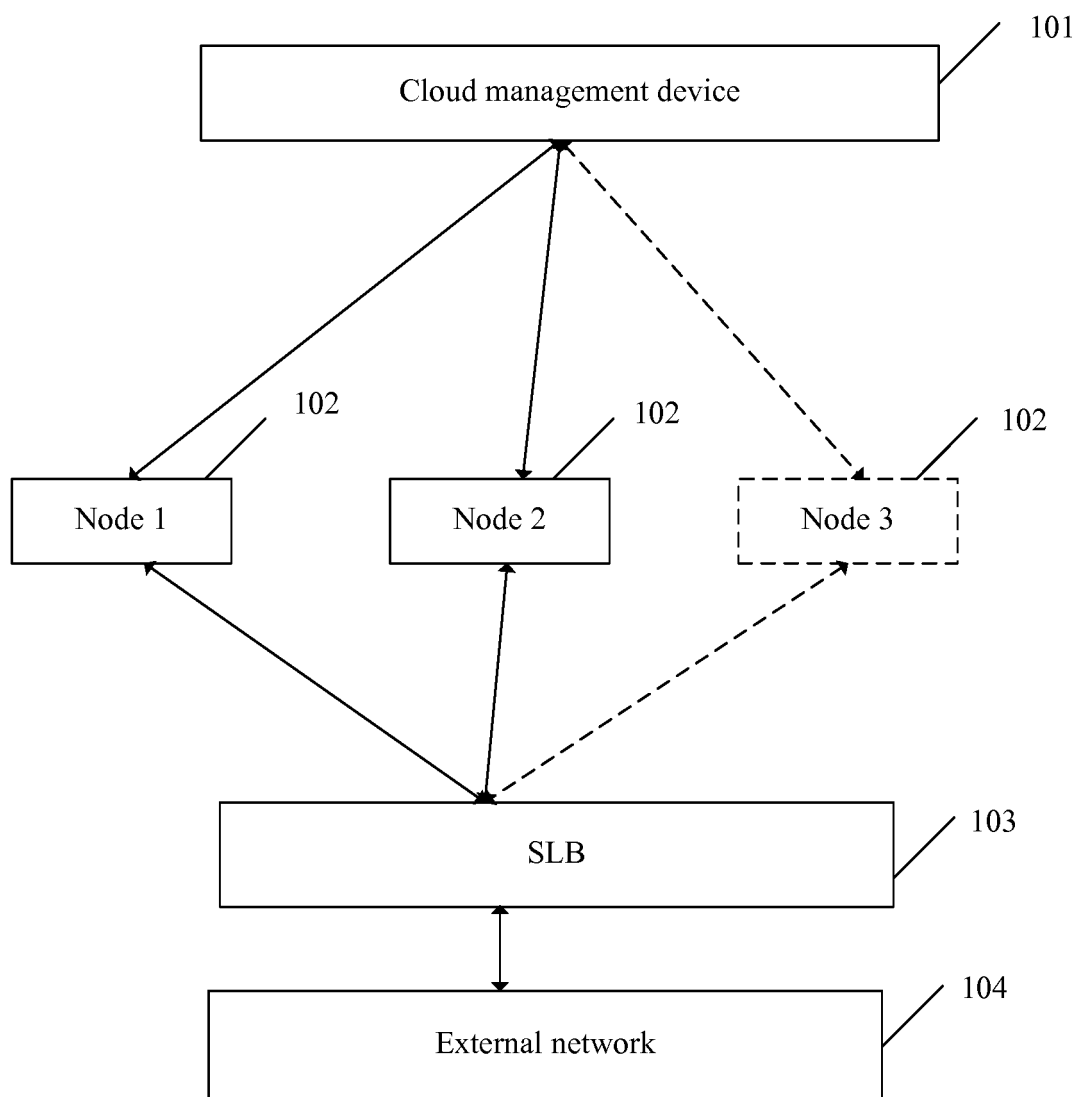 101
Cloud management device
102
102
102
Node 1
Node 2
Node 3
103
SLB
104
External network